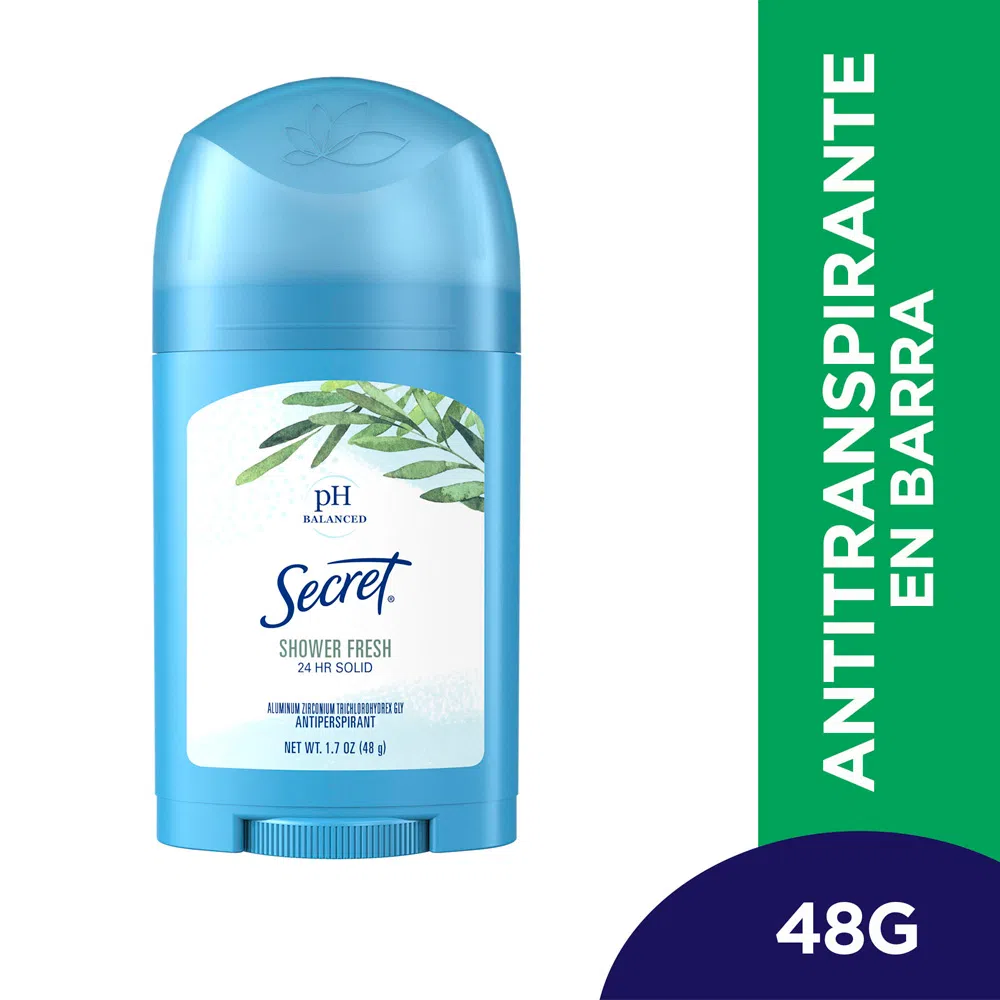 pH
BALANCED
Secret®
SHOWER FRESH
24 HR SOLID
ALUMINUM ZIRCONIUM TRICHLOROHYDREX GLY
ANTIPERSPIRANT
NET WT. 1.7 OZ (48 g)
ANTITRANSPIRANTE
EN BARRA
48G